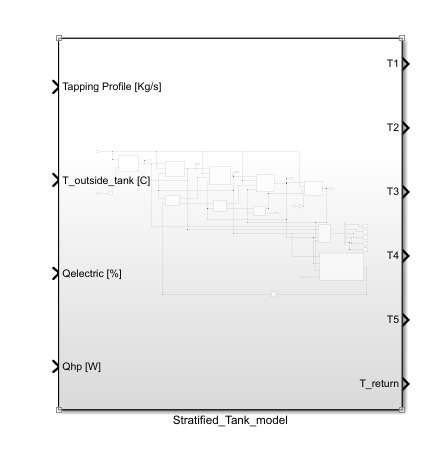 T1
Tapping Profile [Kg/s]
T2
T_outside_tank [C]
T3
T4
Qelectric [%]
T5
Qhp [W]
T_return
Stratified_Tank_model